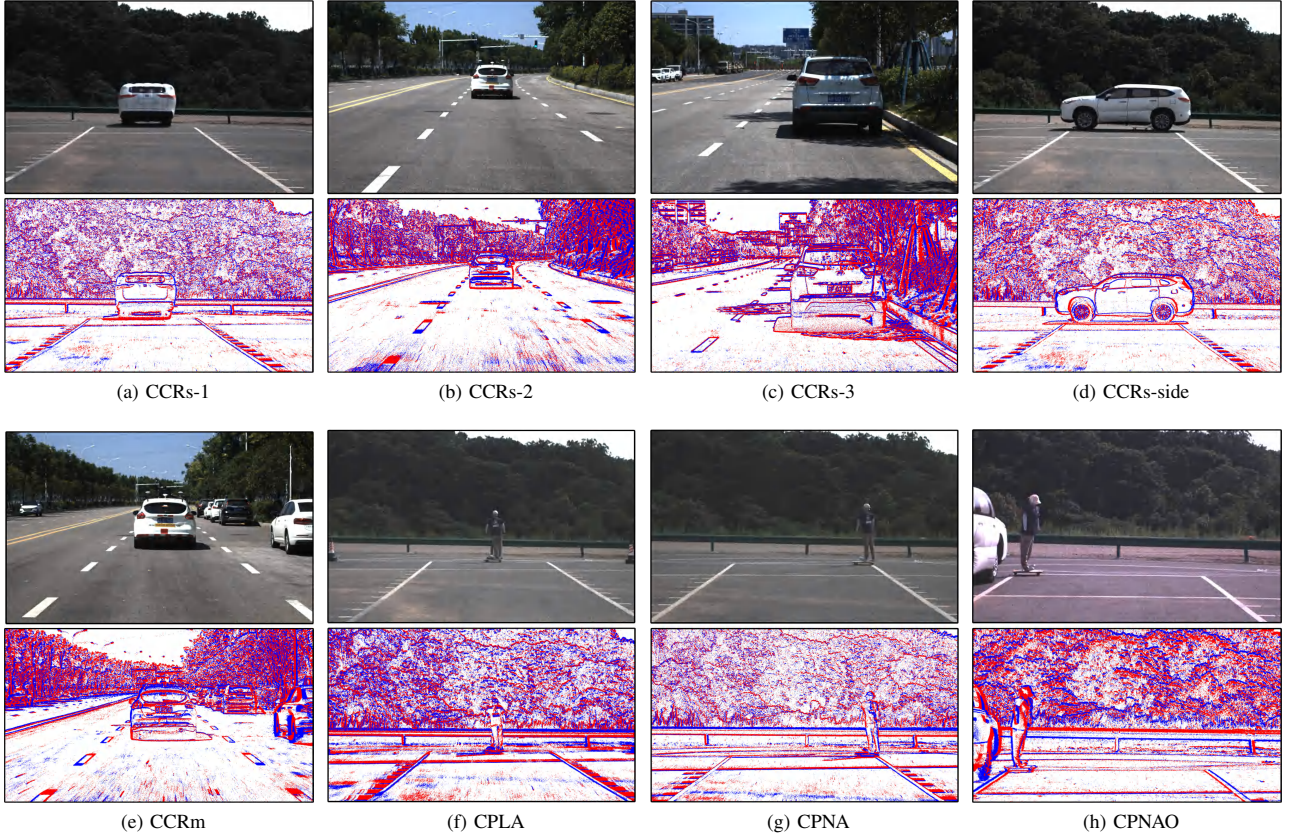 (a) CCRs-1
(b) CCRs-2
(c) CCRs-3
(d) CCRs-side
(e) CCRm
(f) CPLA
(g) CPNA
(h) CPNAO